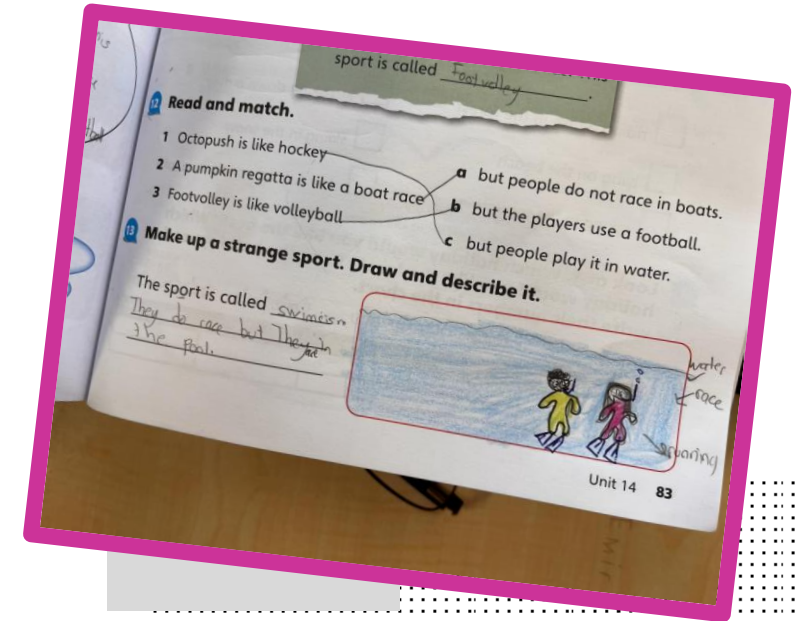 sport is called Footvolley.
12 Read and match.
1 Octopush is like hockey
2 A pumpkin regatta is like a boat race
3 Footvolley is like volleyball
a but people do not race in boats.
b but the players use a football.
c but people play it in water.
13 Make up a strange sport. Draw and describe it.
The sport is called
They do race but They in
the pool.
water
race
Unit 14 83